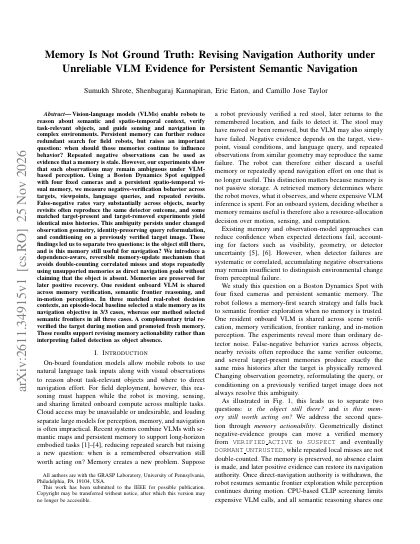 Memory Is Not Ground Truth: Revising Navigation Authority under
Unreliable VLM Evidence for Persistent Semantic Navigation
Sumukh Shrote, Shenbagaraj Kannapiran, Eric Eaton, and Camillo Jose Taylor
arXiv:2611.34915v1 [cs.RO] 25 Nov 2026
Abstract—Vision-language models (VLMs) enable robots to
reason about semantic and spatio-temporal context, verify
task-relevant objects, and guide sensing and navigation in
complex environments. Persistent memory can further reduce
redundant search for field robots, but raises an important
question: when should these memories continue to influence
behavior? Repeated negative observations can be used as
evidence that a memory is stale. However, our experiments show
that such observations may remain ambiguous under VLM-
based perception. Using a Boston Dynamics Spot equipped
with four fixed cameras and a persistent spatio-temporal vi-
sual memory, we measure negative-verification behavior across
targets, viewpoints, language queries, and repeated revisits.
False-negative rates vary substantially across objects, nearby
revisits often reproduce the same detector outcome, and some
matched target-present and target-removed experiments yield
identical miss histories. This ambiguity persists under changed
observation geometry, identity-preserving query reformulation,
and conditioning on a previously verified target image. These
findings led us to separate two questions: is the object still there,
and is this memory still useful for navigation? We introduce a
dependence-aware, reversible memory-update mechanism that
avoids double-counting correlated misses and stops repeatedly
using unsupported memories as direct navigation goals without
claiming that the object is absent. Memories are preserved for
later positive recovery. One resident onboard VLM is shared
across memory verification, semantic frontier reasoning, and
in-motion perception. In three matched real-robot decision
contexts, an episode-local baseline selected a stale memory as
its navigation objective in 3/3 cases, whereas our method selected
semantic frontiers in all three cases. A complementary trial re-
verified the target during motion and promoted fresh memory.
These results support revising memory actionability rather than
interpreting failed detection as object absence.
I. INTRODUCTION
On-board foundation models allow mobile robots to use
natural language task inputs along with visual observations
to reason about task-relevant objects and where to direct
navigation effort. For field deployment, however, this rea-
soning must happen while the robot is moving, sensing,
and sharing limited onboard compute across multiple tasks.
Cloud access may be unavailable or undesirable, and loading
separate large models for perception, memory, and navigation
is often impractical. Recent systems combine VLMs with se-
mantic maps and persistent memory to support long-horizon
embodied tasks [1]–[4], reducing repeated search but raising
a new question: when is a remembered observation still
worth acting on? Memory creates a new problem. Suppose
All authors are with the GRASP Laboratory, University of Pennsylvania,
Philadelphia, PA 19104, USA.
This work has been submitted to the IEEE for possible publication.
Copyright may be transferred without notice, after which this version may
no longer be accessible.
a robot previously verified a red stool, later returns to the
remembered location, and fails to detect it. The stool may
have moved or been removed, but the VLM may also simply
have failed. Negative evidence depends on the target, view-
point, visual conditions, and language query, and repeated
observations from similar geometry may reproduce the same
failure. The robot can therefore either discard a useful
memory or repeatedly spend navigation effort on one that is
no longer useful. This distinction matters because memory is
not passive storage. A retrieved memory determines where
the robot moves, what it observes, and where expensive VLM
inference is spent. For an onboard system, deciding whether a
memory remains useful is therefore also a resource-allocation
decision over motion, sensing, and computation.
Existing memory and observation-model approaches can
reduce confidence when expected detections fail, account-
ing for factors such as visibility, geometry, or detector
uncertainty [5], [6]. However, when detector failures are
systematic or correlated, accumulating negative observations
may remain insufficient to distinguish environmental change
from perceptual failure.
We study this question on a Boston Dynamics Spot with
four fixed cameras and persistent semantic memory. The
robot follows a memory-first search strategy and falls back
to semantic frontier exploration when no memory is trusted.
One resident onboard VLM is shared across scene verifi-
cation, memory verification, frontier ranking, and in-motion
perception. The experiments reveal more than ordinary de-
tector noise. False-negative behavior varies across objects,
nearby revisits often reproduce the same verifier outcome,
and several target-present memory histories produce exactly
the same miss histories after the target is physically removed.
Changing observation geometry, reformulating the query, or
conditioning on a previously verified target image does not
always resolve this ambiguity.
As illustrated in Fig. 1, this leads us to separate two
questions: is the object still there? and is this mem-
ory still worth acting on? We address the second question
through memory actionability. Geometrically distinct
negative-evidence groups can move a verified memory
from VERIFIED_ACTIVE to SUSPECT and eventually
DORMANT_UNTRUSTED, while repeated local misses are not
double-counted. The memory is preserved, no absence claim
is made, and later positive evidence can restore its navigation
authority. Once direct-navigation authority is withdrawn, the
robot resumes semantic frontier exploration while perception
continues during motion. CPU-based CLIP screening limits
expensive VLM calls, and all semantic reasoning shares one